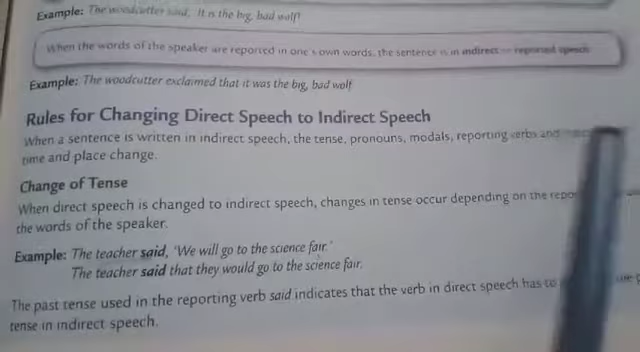 Example: The woodcutter said, 'It is the big, bad wolf!'
When the words of the speaker are reported in one's own words, the sentence is in indirect or reported speech
Example: The woodcutter exclaimed that it was the big, bad wolf
Rules for Changing Direct Speech to Indirect Speech
When a sentence is written in indirect speech, the tense, pronouns, modals, reporting verbs and
time and place change.
Change of Tense
When direct speech is changed to indirect speech, changes in tense occur depending on the repo
the words of the speaker.
Example: The teacher said, 'We will go to the science fair.'
The teacher said that they would go to the science fair.
The past tense used in the reporting verb said indicates that the verb in direct speech has to
tense in indirect speech.